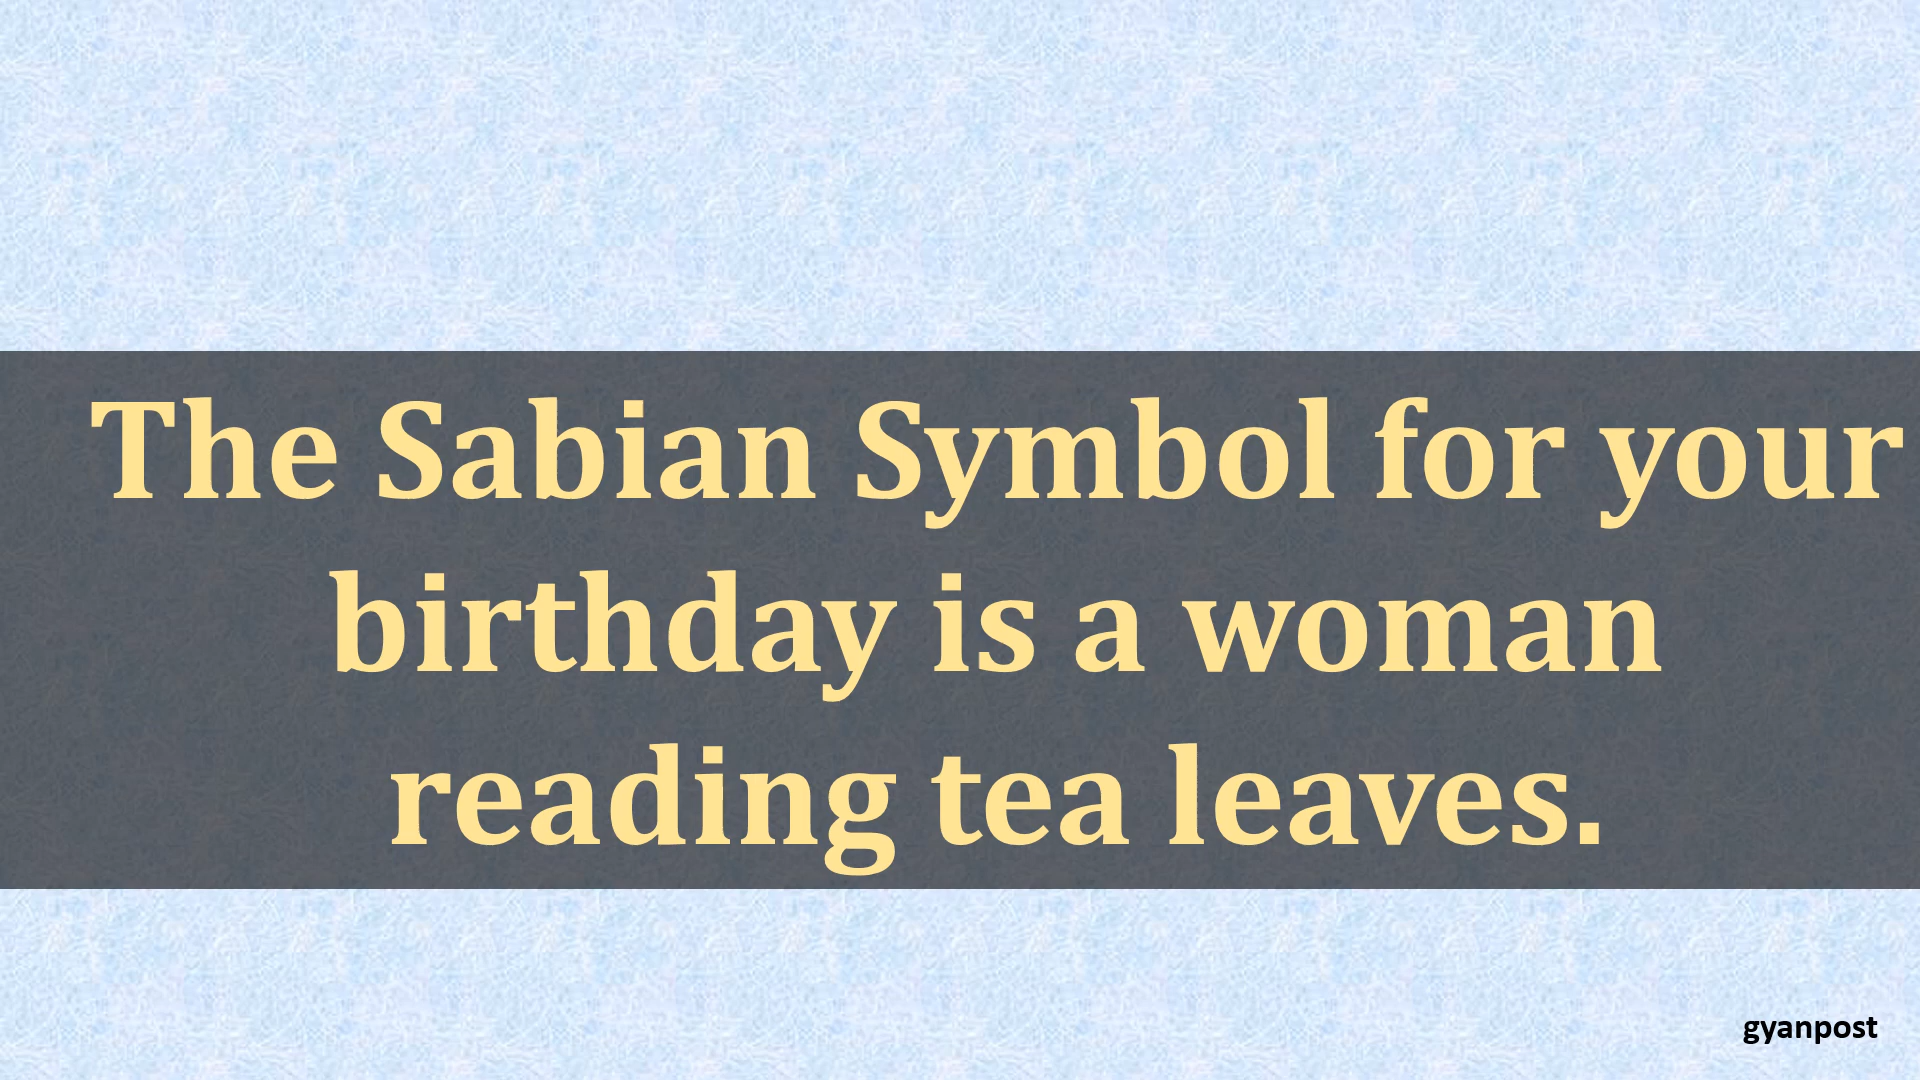 The Sabian Symbol for your
birthday is a woman
reading tea leaves.
gyanpost